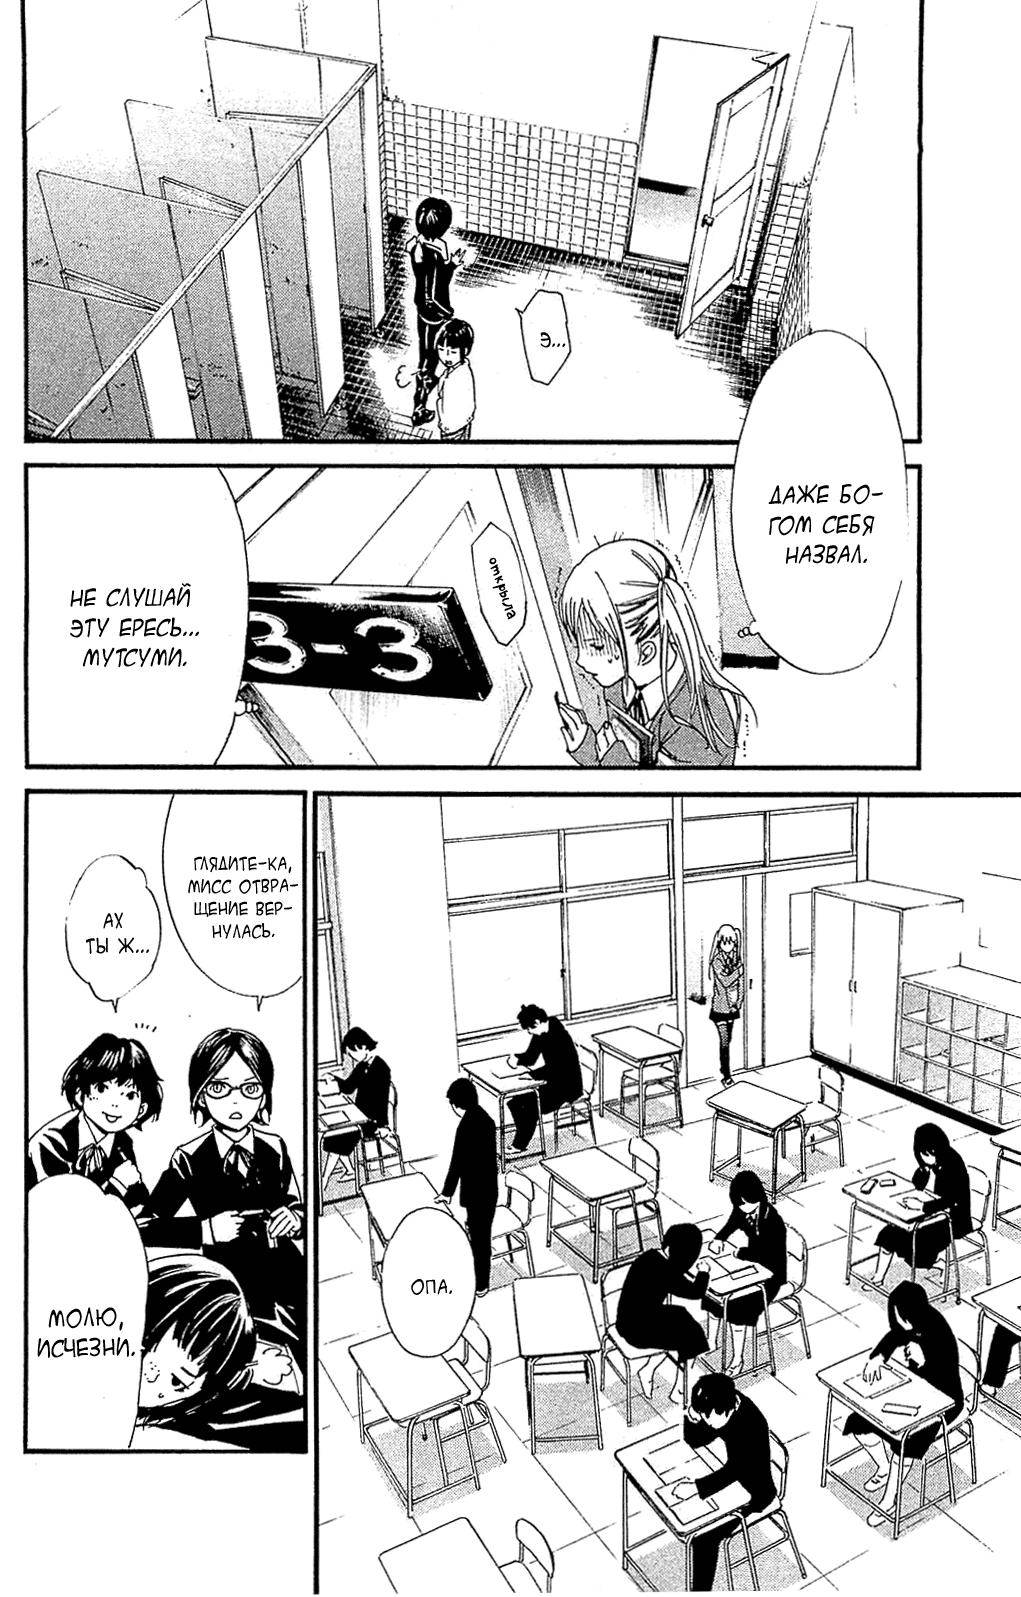 Э...
ДАЖЕ БО-
ГОМ СЕБЯ
НАЗВАЛ.
открыла
3-3
НЕ СЛУШАЙ
ЭТУ ЕРЕСЬ...
МУТСУМИ.
ОПА.
ГЛЯДИТЕ-КА,
МИСС ОТВРА-
ЩЕНИЕ ВЕР-
НУЛАСЬ.
АХ
ТЫ Ж...
МОЛЮ,
ИСЧЕЗНИ.